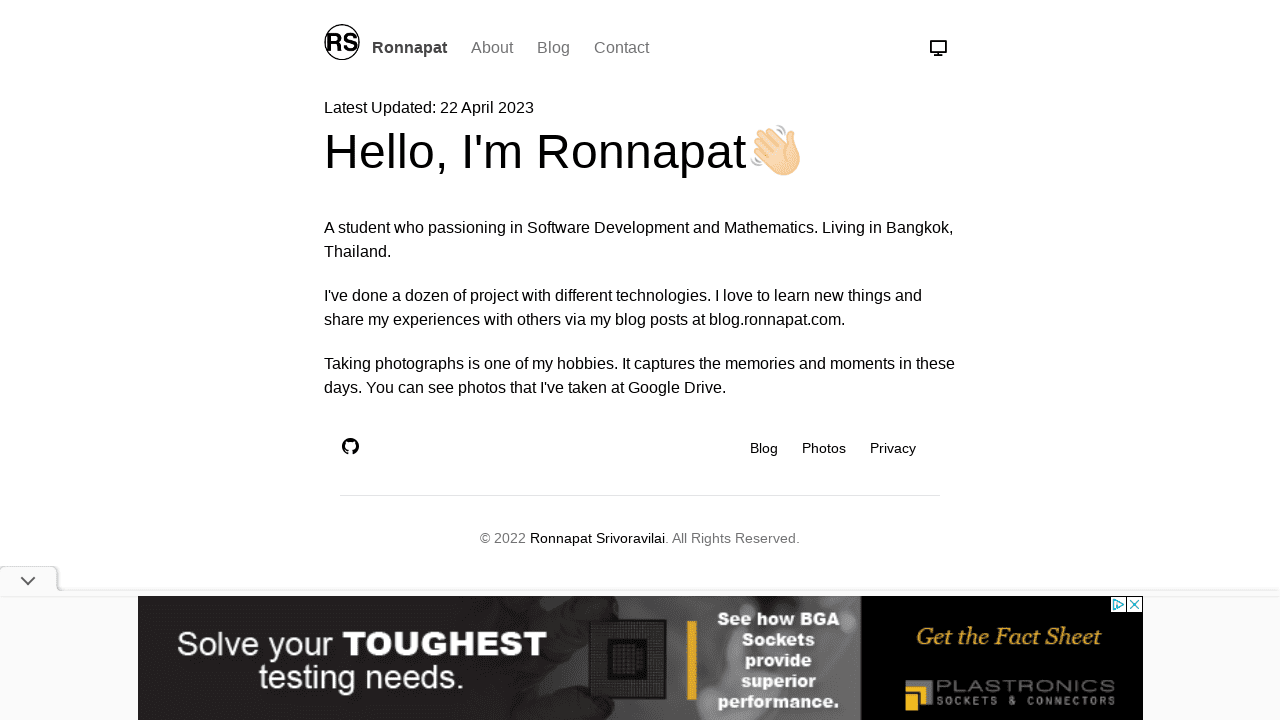 RS
Ronnapat
About
Blog
Contact
Latest Updated: 22 April 2023
Hello, I'm Ronnapat👋🏻
A student who passioning in Software Development and Mathematics. Living in Bangkok,
Thailand.
I've done a dozen of project with different technologies. I love to learn new things and
share my experiences with others via my blog posts at blog.ronnapat.com.
Taking photographs is one of my hobbies. It captures the memories and moments in these
days. You can see photos that I've taken at Google Drive.
Blog
Photos
Privacy
© 2022 Ronnapat Srivoravilai. All Rights Reserved.
Solve your TOUGHEST
testing needs.
See how BGA
Sockets
provide
superior
performance.
Get the Fact Sheet
PLASTRONICS
SOCKETS & CONNECTORS